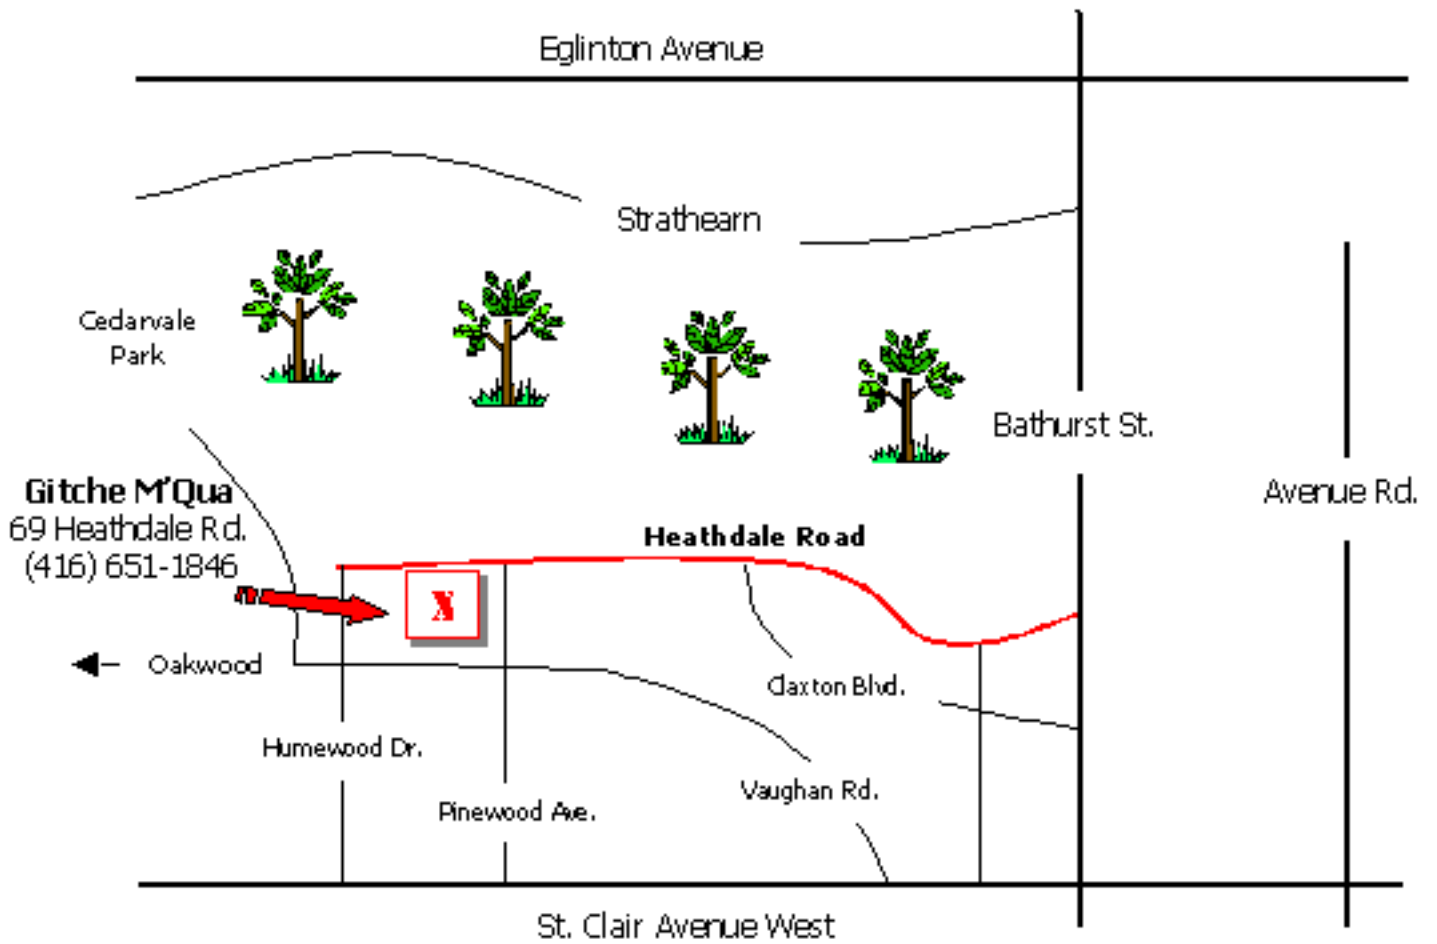 Eglinton Avenue
Strathearn
Cedarvale
Park
Bathurst St.
Avenue Rd.
Gitche M'Qua
69 Heathdale Rd.
(416) 651-1846
Heathdale Road
X
Oakwood
Claxton Blvd.
Humewood Dr.
Vaughan Rd.
Pinewood Ave.
St. Clair Avenue West